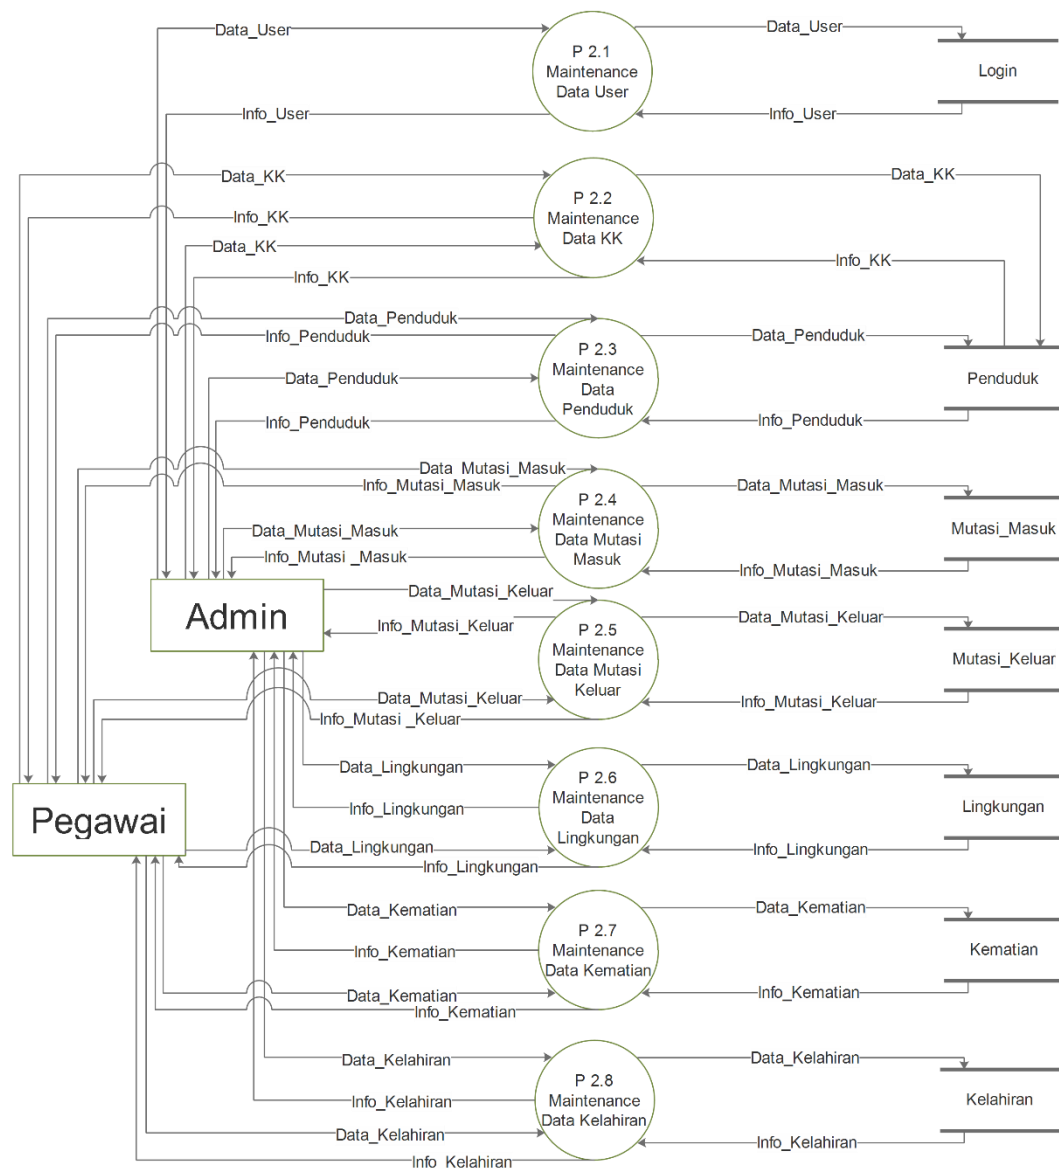 Data_User
P 2.1
Maintenance
Data User
Data_User
Login
Info_User
Info_User
Data_KK
P 2.2
Maintenance
Data KK
Data_KK
Info_KK
Data_KK
Info_KK
Info_KK
Data_Penduduk
Info_Penduduk
P 2.3
Maintenance
Data
Penduduk
Data_Penduduk
Data_Penduduk
Penduduk
Info_Penduduk
Info_Penduduk
Data_Mutasi_Masuk
Info_Mutasi_Masuk
P 2.4
Maintenance
Data Mutasi
Masuk
Data_Mutasi_Masuk
Data_Mutasi_Masuk
Mutasi_Masuk
Info_Mutasi _Masuk
Info_Mutasi_Masuk
Admin
Data_Mutasi_Keluar
Info_Mutasi_Keluar
P 2.5
Maintenance
Data Mutasi
Keluar
Data_Mutasi_Keluar
Mutasi_Keluar
Data_Mutasi_Keluar
Info_Mutasi _Keluar
Info_Mutasi_Keluar
Pegawai
Data_Lingkungan
P 2.6
Maintenance
Data
Lingkungan
Data_Lingkungan
Info_Lingkungan
Lingkungan
Data_Lingkungan
Info_Lingkungan
Info_Lingkungan
Data_Kematian
P 2.7
Maintenance
Data Kematian
Data_Kematian
Info_Kematian
Kematian
Data_Kematian
Info_Kematian
Info_Kematian
Data_Kelahiran
P 2.8
Maintenance
Data Kelahiran
Data_Kelahiran
Info_Kelahiran
Kelahiran
Data_Kelahiran
Info_Kelahiran
Info_Kelahiran